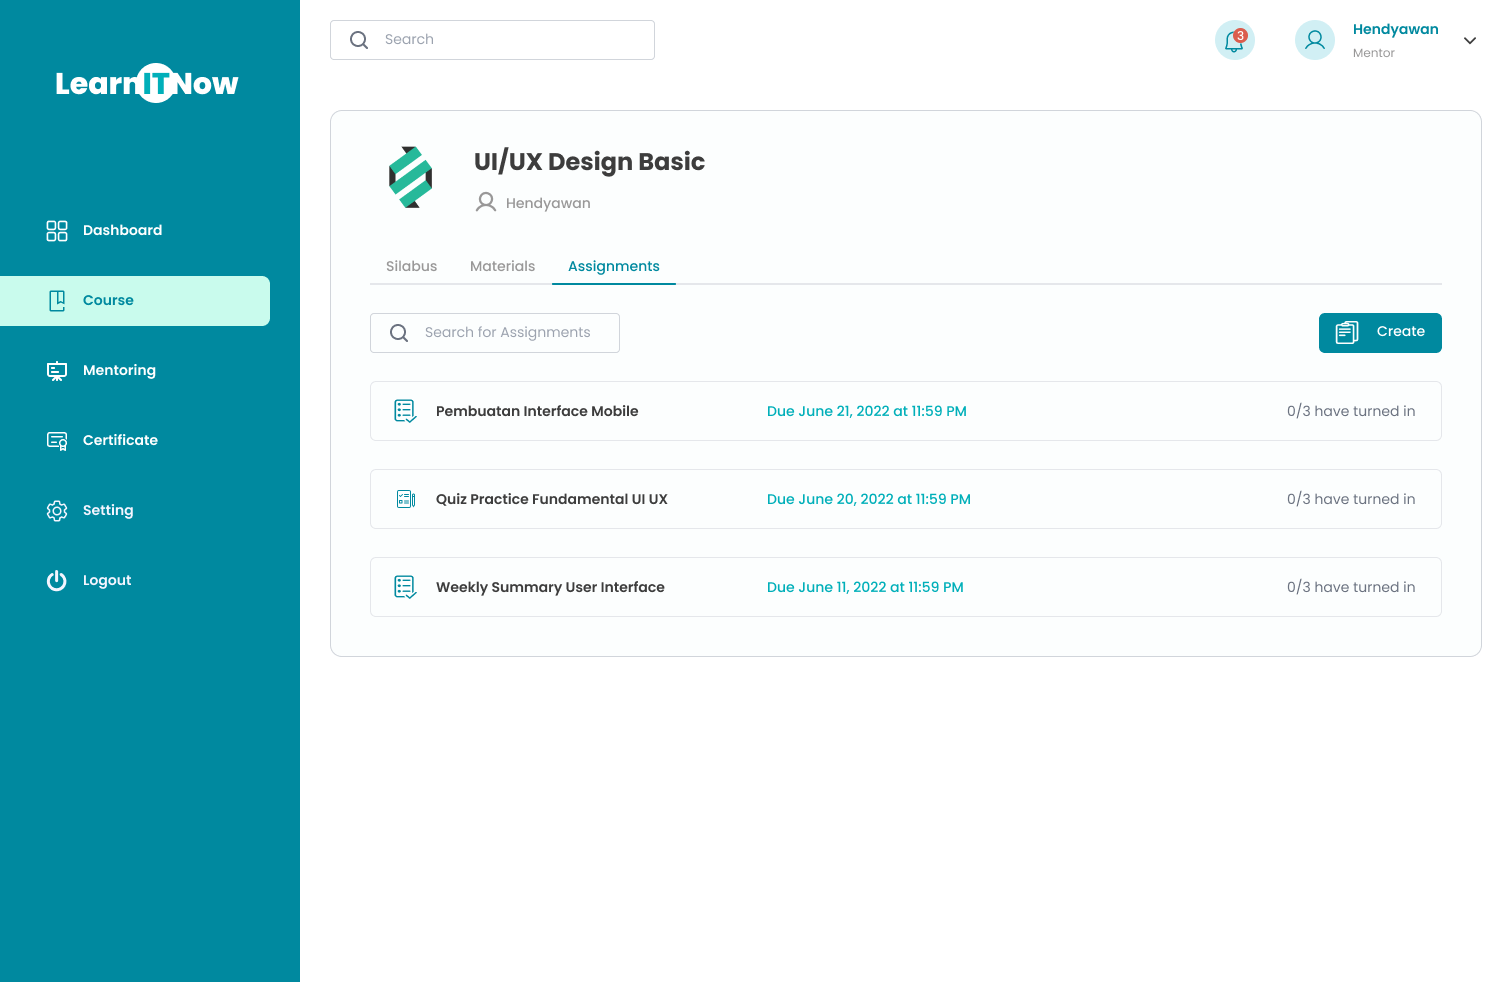 LearnITNow
Search
3
Hendyawan
Mentor
Dashboard
Course
Mentoring
Certificate
Setting
Logout
UI/UX Design Basic
Hendyawan
Silabus
Materials
Assignments
Search for Assignments
Create
Pembuatan Interface Mobile
Due June 21, 2022 at 11:59 PM
0/3 have turned in
Quiz Practice Fundamental UI UX
Due June 20, 2022 at 11:59 PM
0/3 have turned in
Weekly Summary User Interface
Due June 11, 2022 at 11:59 PM
0/3 have turned in